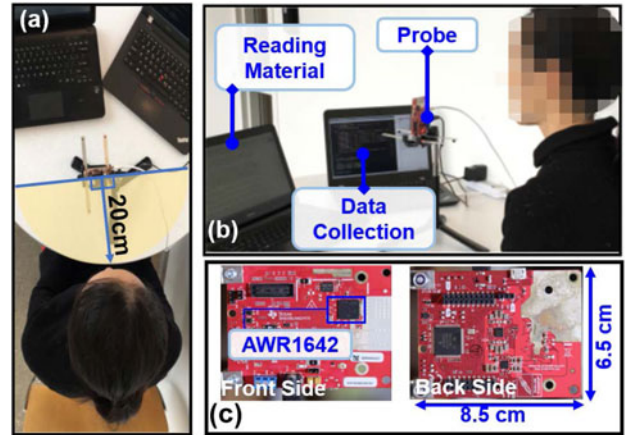 (a)
20cm
(b)
Reading
Material
Probe
Data
Collection
(c)
AWR1642
Front Side
Back Side
6.5 cm
8.5 cm